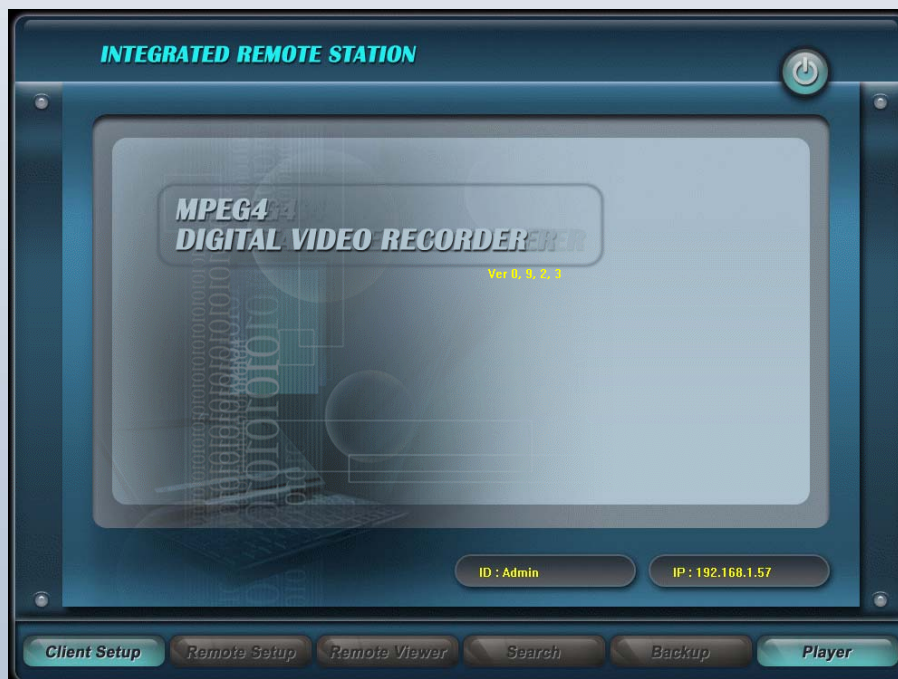 INTEGRATED REMOTE STATION
MPEG4
DIGITAL VIDEO RECORDER
Ver 0, 9, 2, 3
ID : Admin
IP : 192.168.1.57
Client Setup
Remote Setup
Remote Viewer
Search
Backup
Player